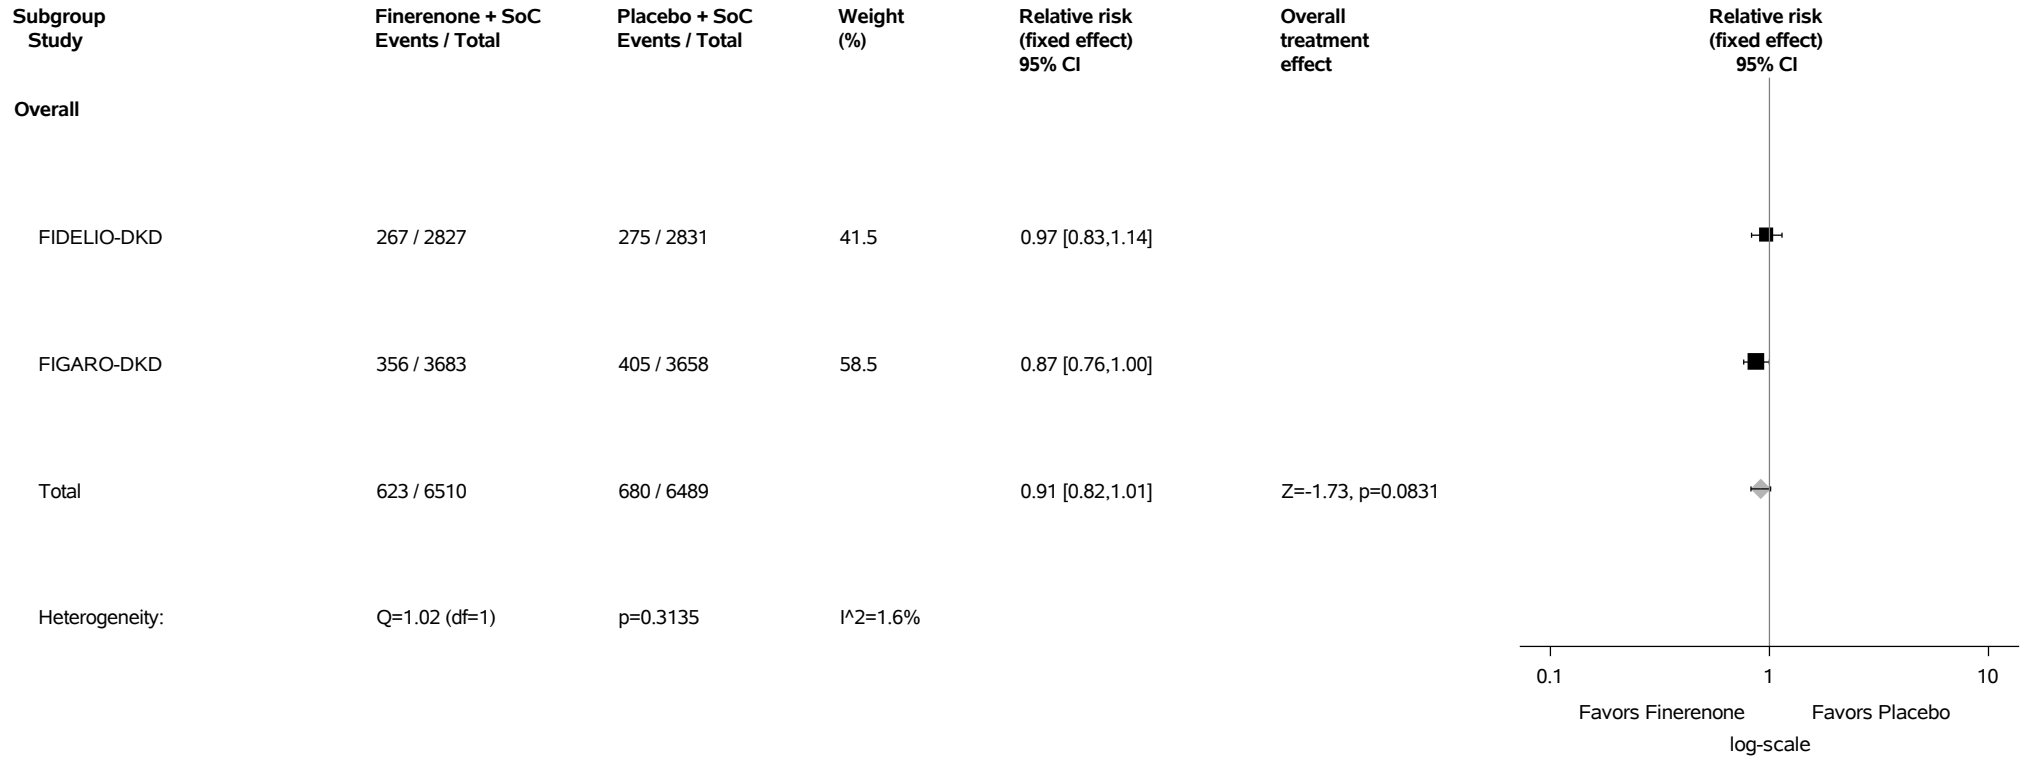 Subgroup Finerenone + SoC Placebo + SoC Weight Relative risk Overall Relative risk
Study Events / Total Events / Total (%) (fixed effect) treatment (fixed effect)
95% CI effect 95% CI
Overall
FIDELIO-DKD 267 / 2827 275 / 2831 41.5 0.97 [0.83,1.14]
FIGARO-DKD 356 / 3683 405 / 3658 58.5 0.87 [0.76,1.00]
Total 623 / 6510 680 / 6489 0.91 [0.82,1.01] Z=-1.73, p=0.0831
Heterogeneity: Q=1.02 (df=1) p=0.3135 I^2=1.6%
0.1 1 10
Favors Finerenone Favors Placebo
log-scale